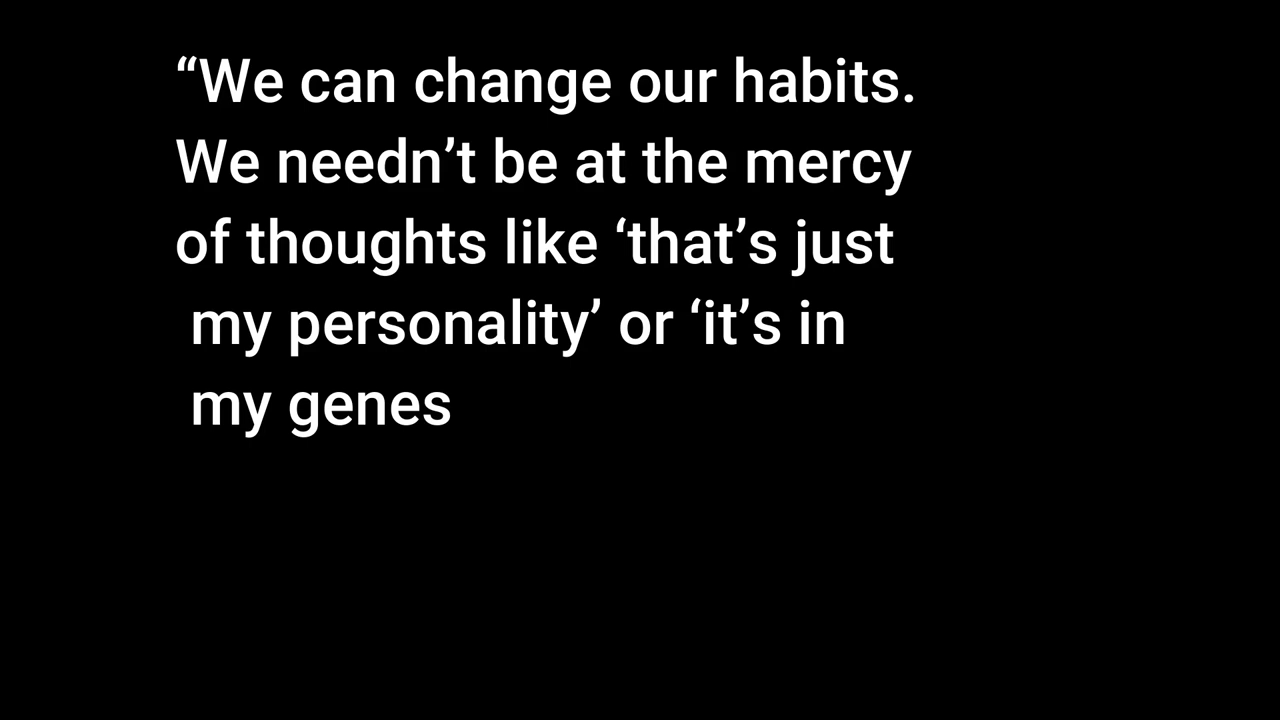 “We can change our habits.
We needn’t be at the mercy
of thoughts like ‘that’s just
my personality’ or ‘it’s in
my genes